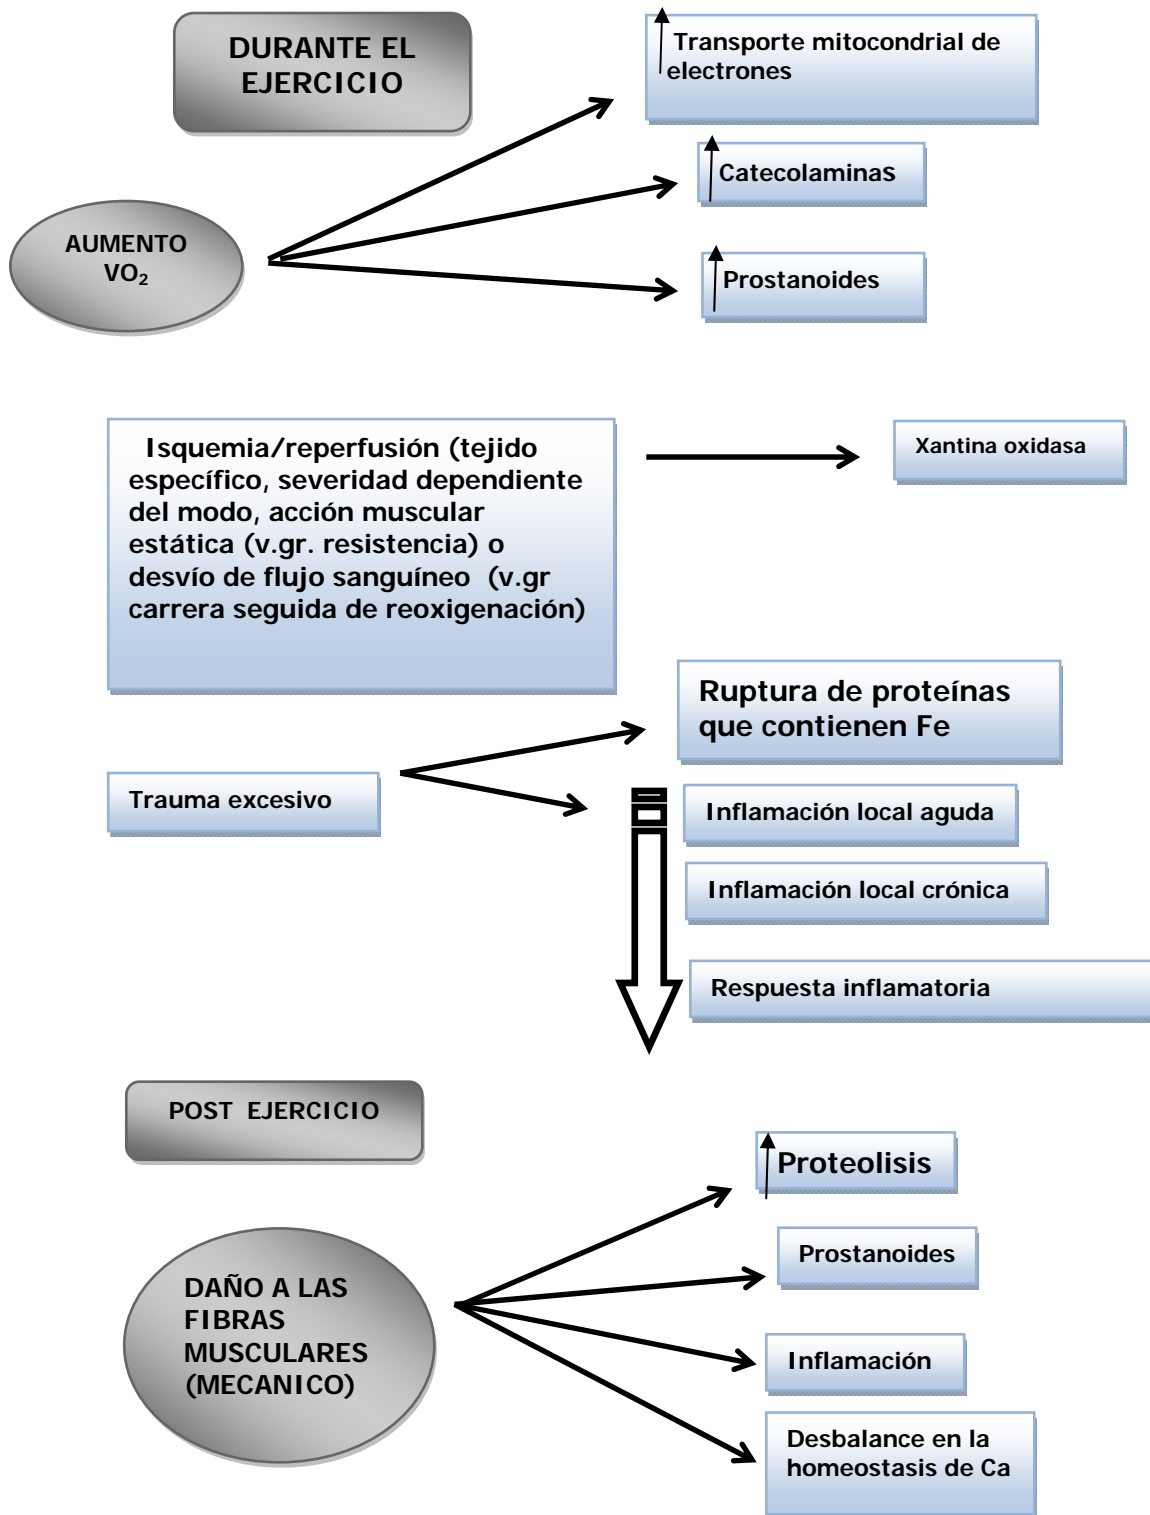 DURANTE EL
EJERCICIO
Transporte mitocondrial de
electrones
Catecolaminas
AUMENTO
VO₂
Prostanoides
Isquemia/reperfusión (tejido
específico, severidad dependiente
del modo, acción muscular
estática (v.gr. resistencia) o
desvío de flujo sanguíneo (v.gr
carrera seguida de reoxigenación)
Xantina oxidasa
Ruptura de proteínas
que contienen Fe
Trauma excesivo
Inflamación local aguda
Inflamación local crónica
Respuesta inflamatoria
POST EJERCICIO
Proteolisis
Prostanoides
DAÑO A LAS
FIBRAS
MUSCULARES
(MECANICO)
Inflamación
Desbalance en la
homeostasis de Ca